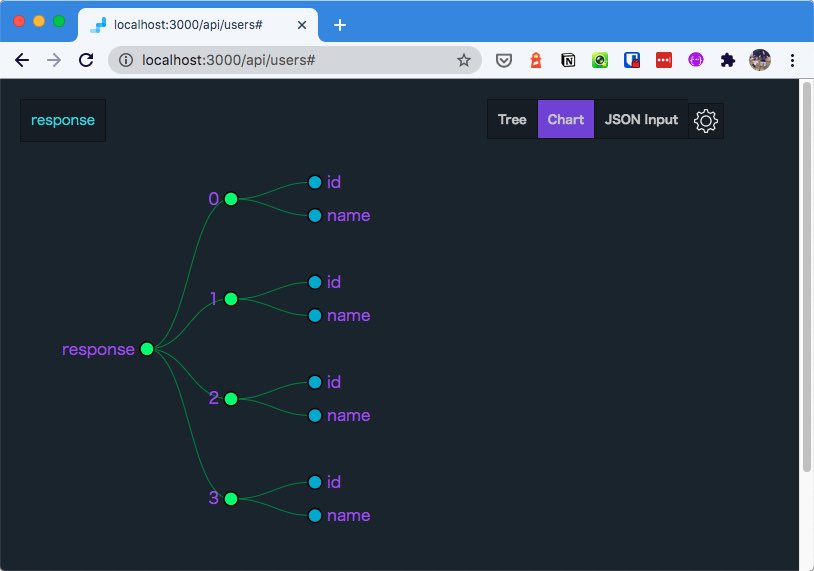 localhost:3000/api/users#
localhost:3000/api/users#
response
Tree Chart JSON Input
0
id
name
1
id
name
response
2
id
name
3
id
name